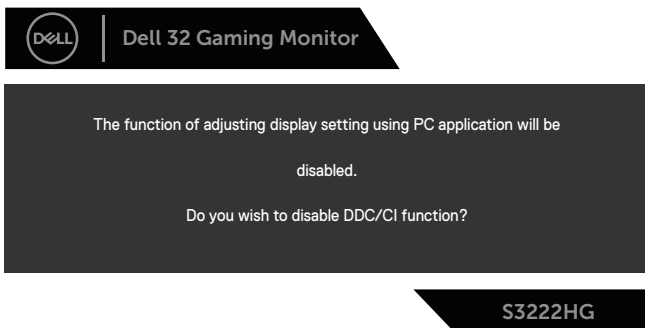 DELL
Dell 32 Gaming Monitor
The function of adjusting display setting using PC application will be
disabled.
Do you wish to disable DDC/CI function?
S3222HG